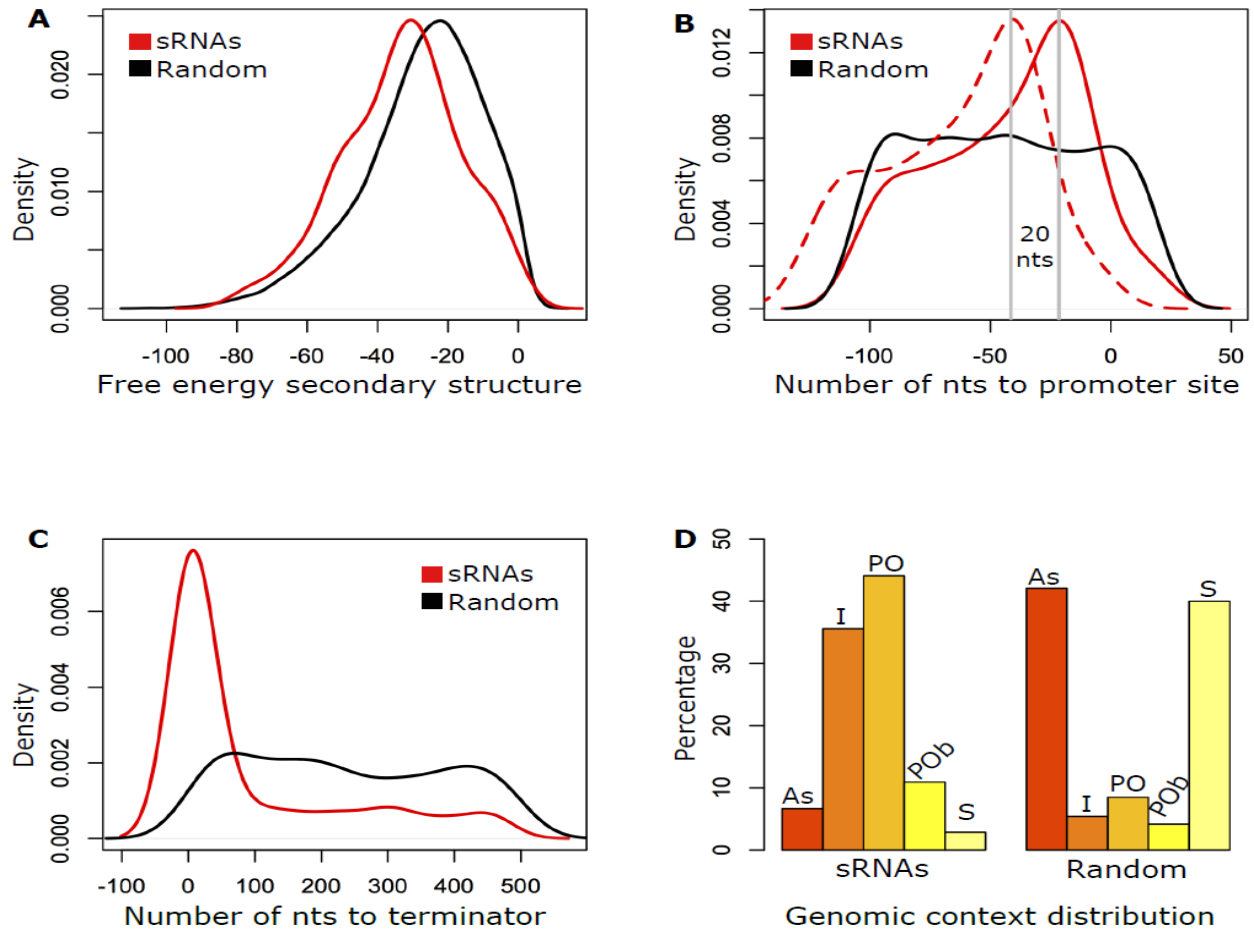 A
sRNAs
Random
Density
0.000
0.010
0.020
-100
-80
-60
-40
-20
0
Free energy secondary structure
B
sRNAs
Random
Density
0.000
0.004
0.008
0.012
20
nts
-100
-50
0
50
Number of nts to promoter site
C
sRNAs
Random
Density
0.000
0.002
0.004
0.006
-100
0
100
200
300
400
500
Number of nts to terminator
D
Percentage
0
10
20
30
40
50
As
I
PO
POb
S
As
I
PO
POb
S
sRNAs
Random
Genomic context distribution